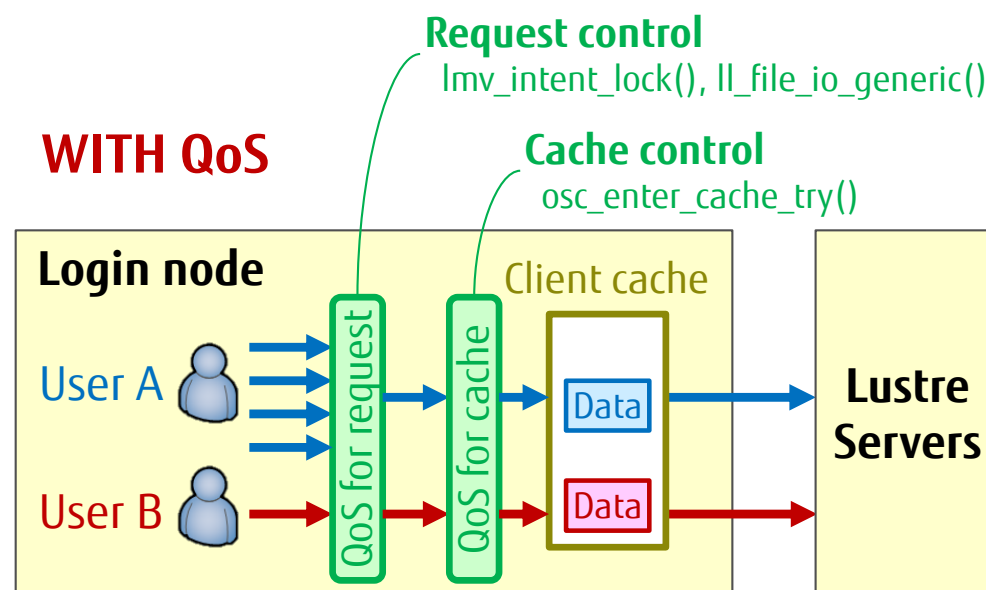 Request control
lmv_intent_lock(), ll_file_io_generic()
WITH QoS
Cache control
osc_enter_cache_try()
Login node
Client cache
User A
User B
QoS for request
QoS for cache
Data
Data
Lustre
Servers